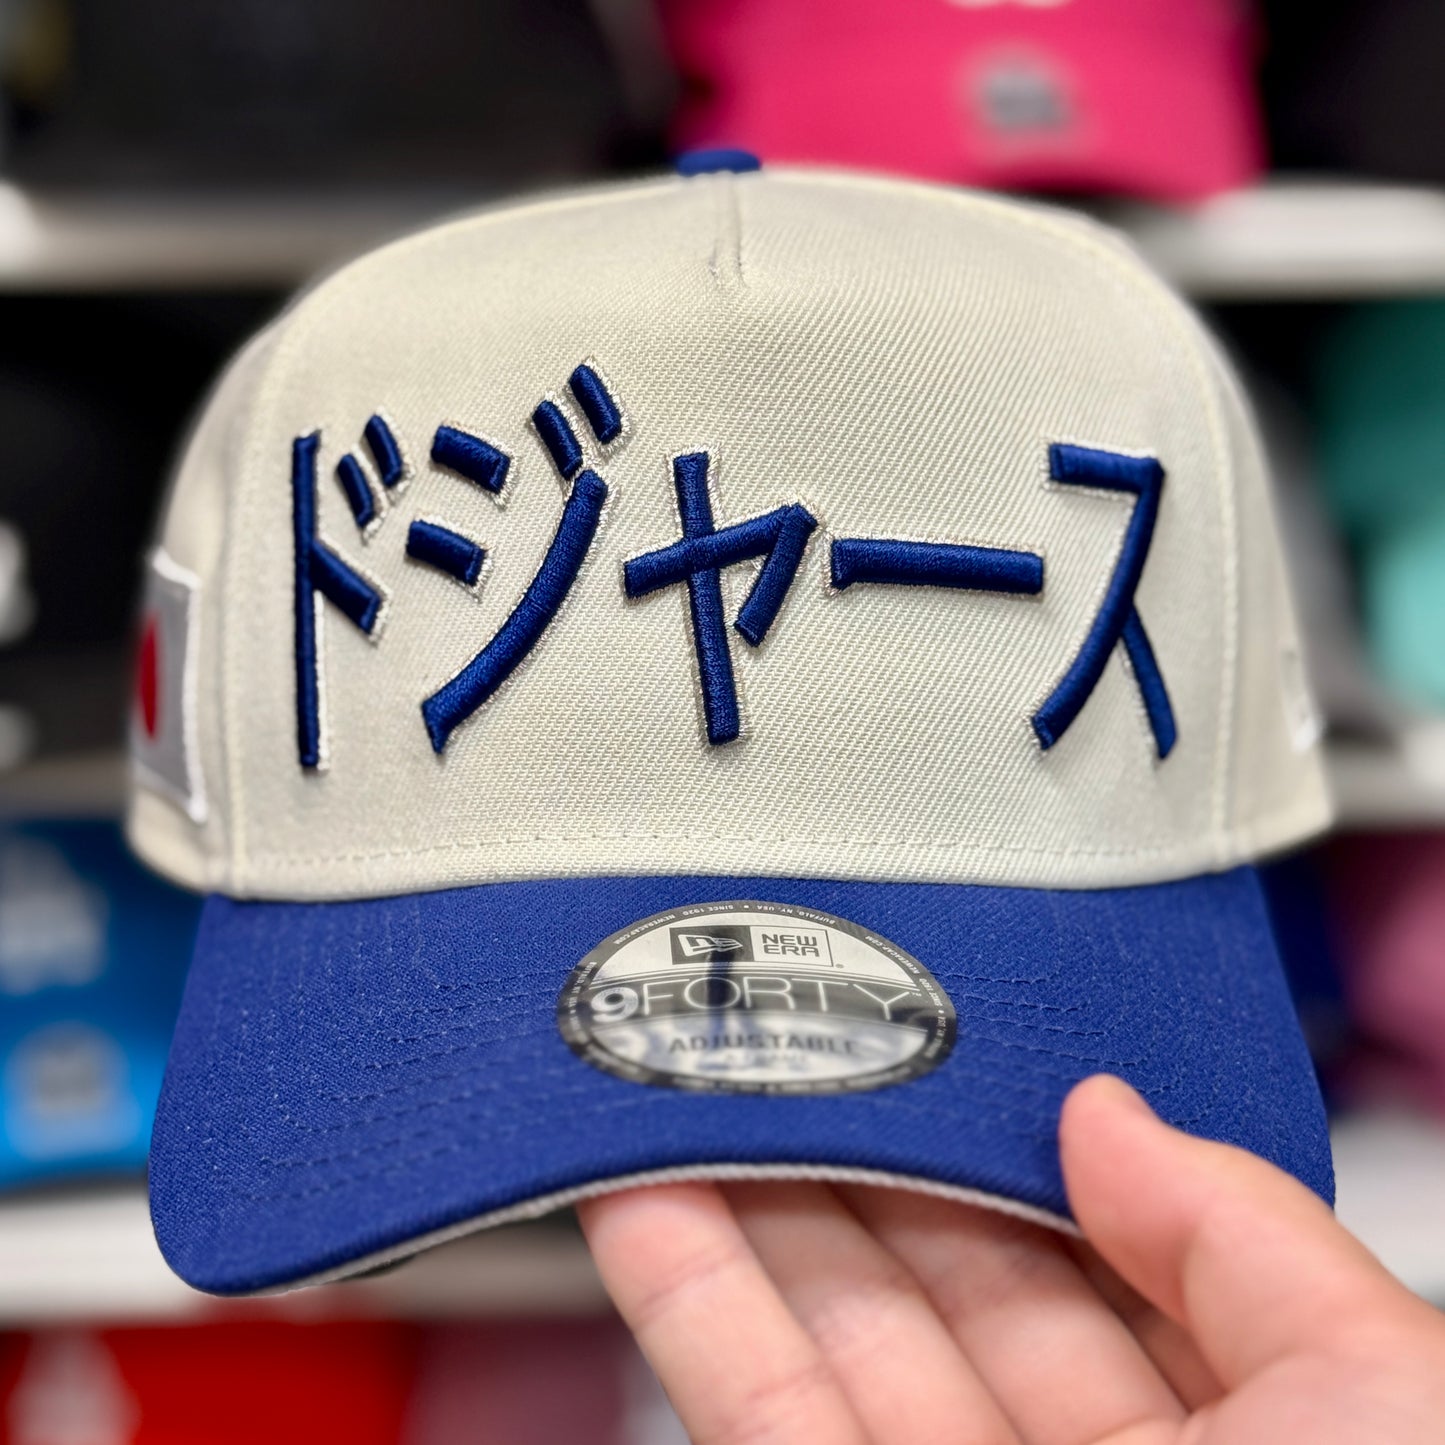 ドジャース
NEW ERA
9FORTY
ADJUSTABLE